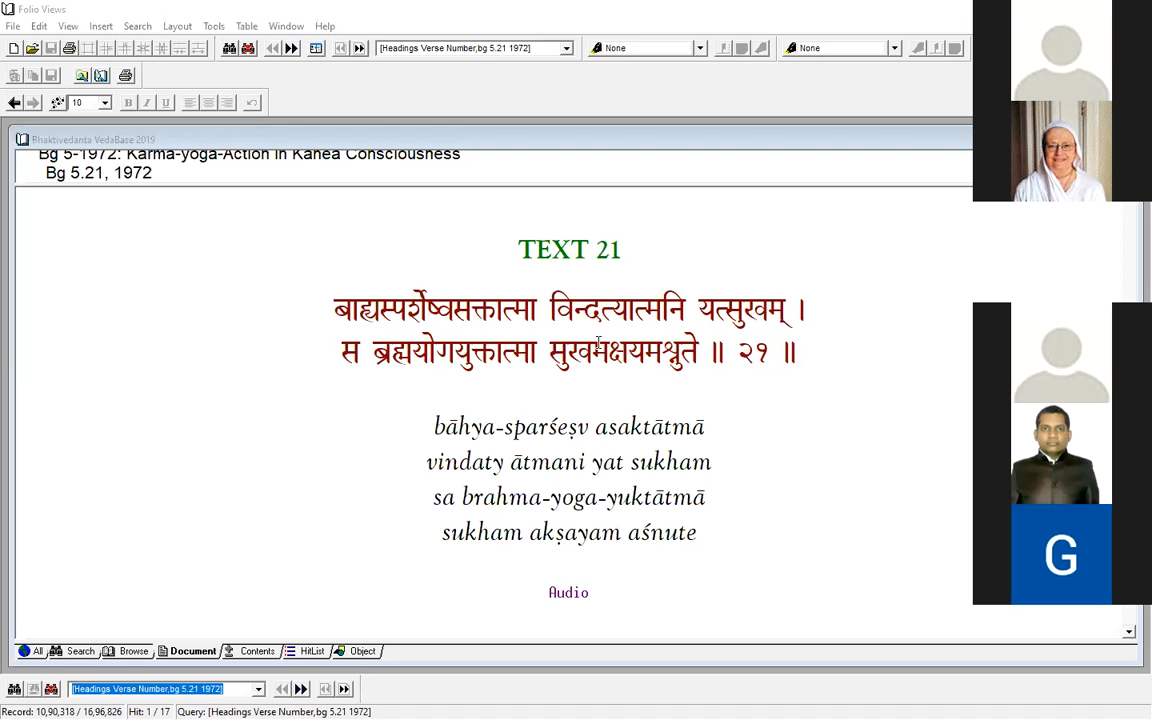 Folio Views
File Edit View Insert Search Layout Tools Table Window Help
[Headings Verse Number,bg 5.21 1972] None None
10 B I U
Bhaktivedanta VedaBase 2019
Bg 5-1972: Karma-yoga-Action in Kåñëa Consciousness
Bg 5.21, 1972
TEXT 21
बाह्यस्पर्शेष्वसक्तात्मा विन्दत्यात्मनि यत्सुखम् ।
स ब्रह्मयोगयुक्तात्मा सुखमक्षयमश्नुते ॥ २१ ॥
bāhya-sparśeṣv asaktātmā
vindaty ātmani yat sukham
sa brahma-yoga-yuktātmā
sukham akṣayam aśnute
Audio
G
All Search Browse Document Contents HitList Object
[Headings Verse Number,bg 5.21 1972]
Record: 10,90,318 / 16,96,826 Hit: 1 / 17 Query: [Headings Verse Number,bg 5.21 1972]